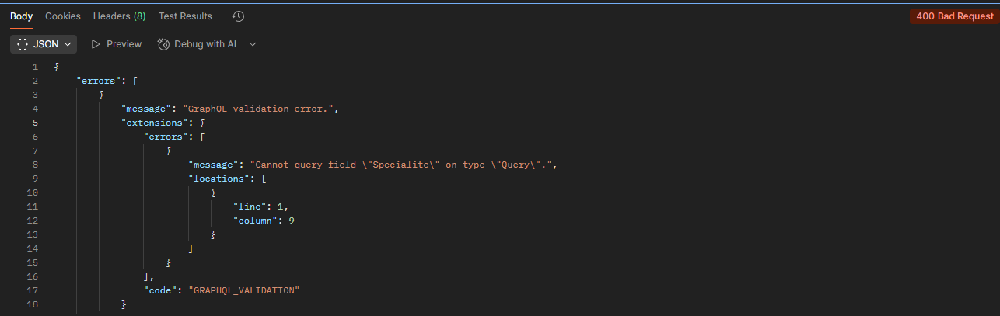 Body Cookies Headers (8) Test Results 400 Bad Request
{} JSON Preview Debug with AI
1 {
2 "errors": [
3 {
4 "message": "GraphQL validation error.",
5 "extensions": {
6 "errors": [
7 {
8 "message": "Cannot query field \"Specialite\" on type \"Query\".",
9 "locations": [
10 {
11 "line": 1,
12 "column": 9
13 }
14 ]
15 }
16 ],
17 "code": "GRAPHQL_VALIDATION"
18 }